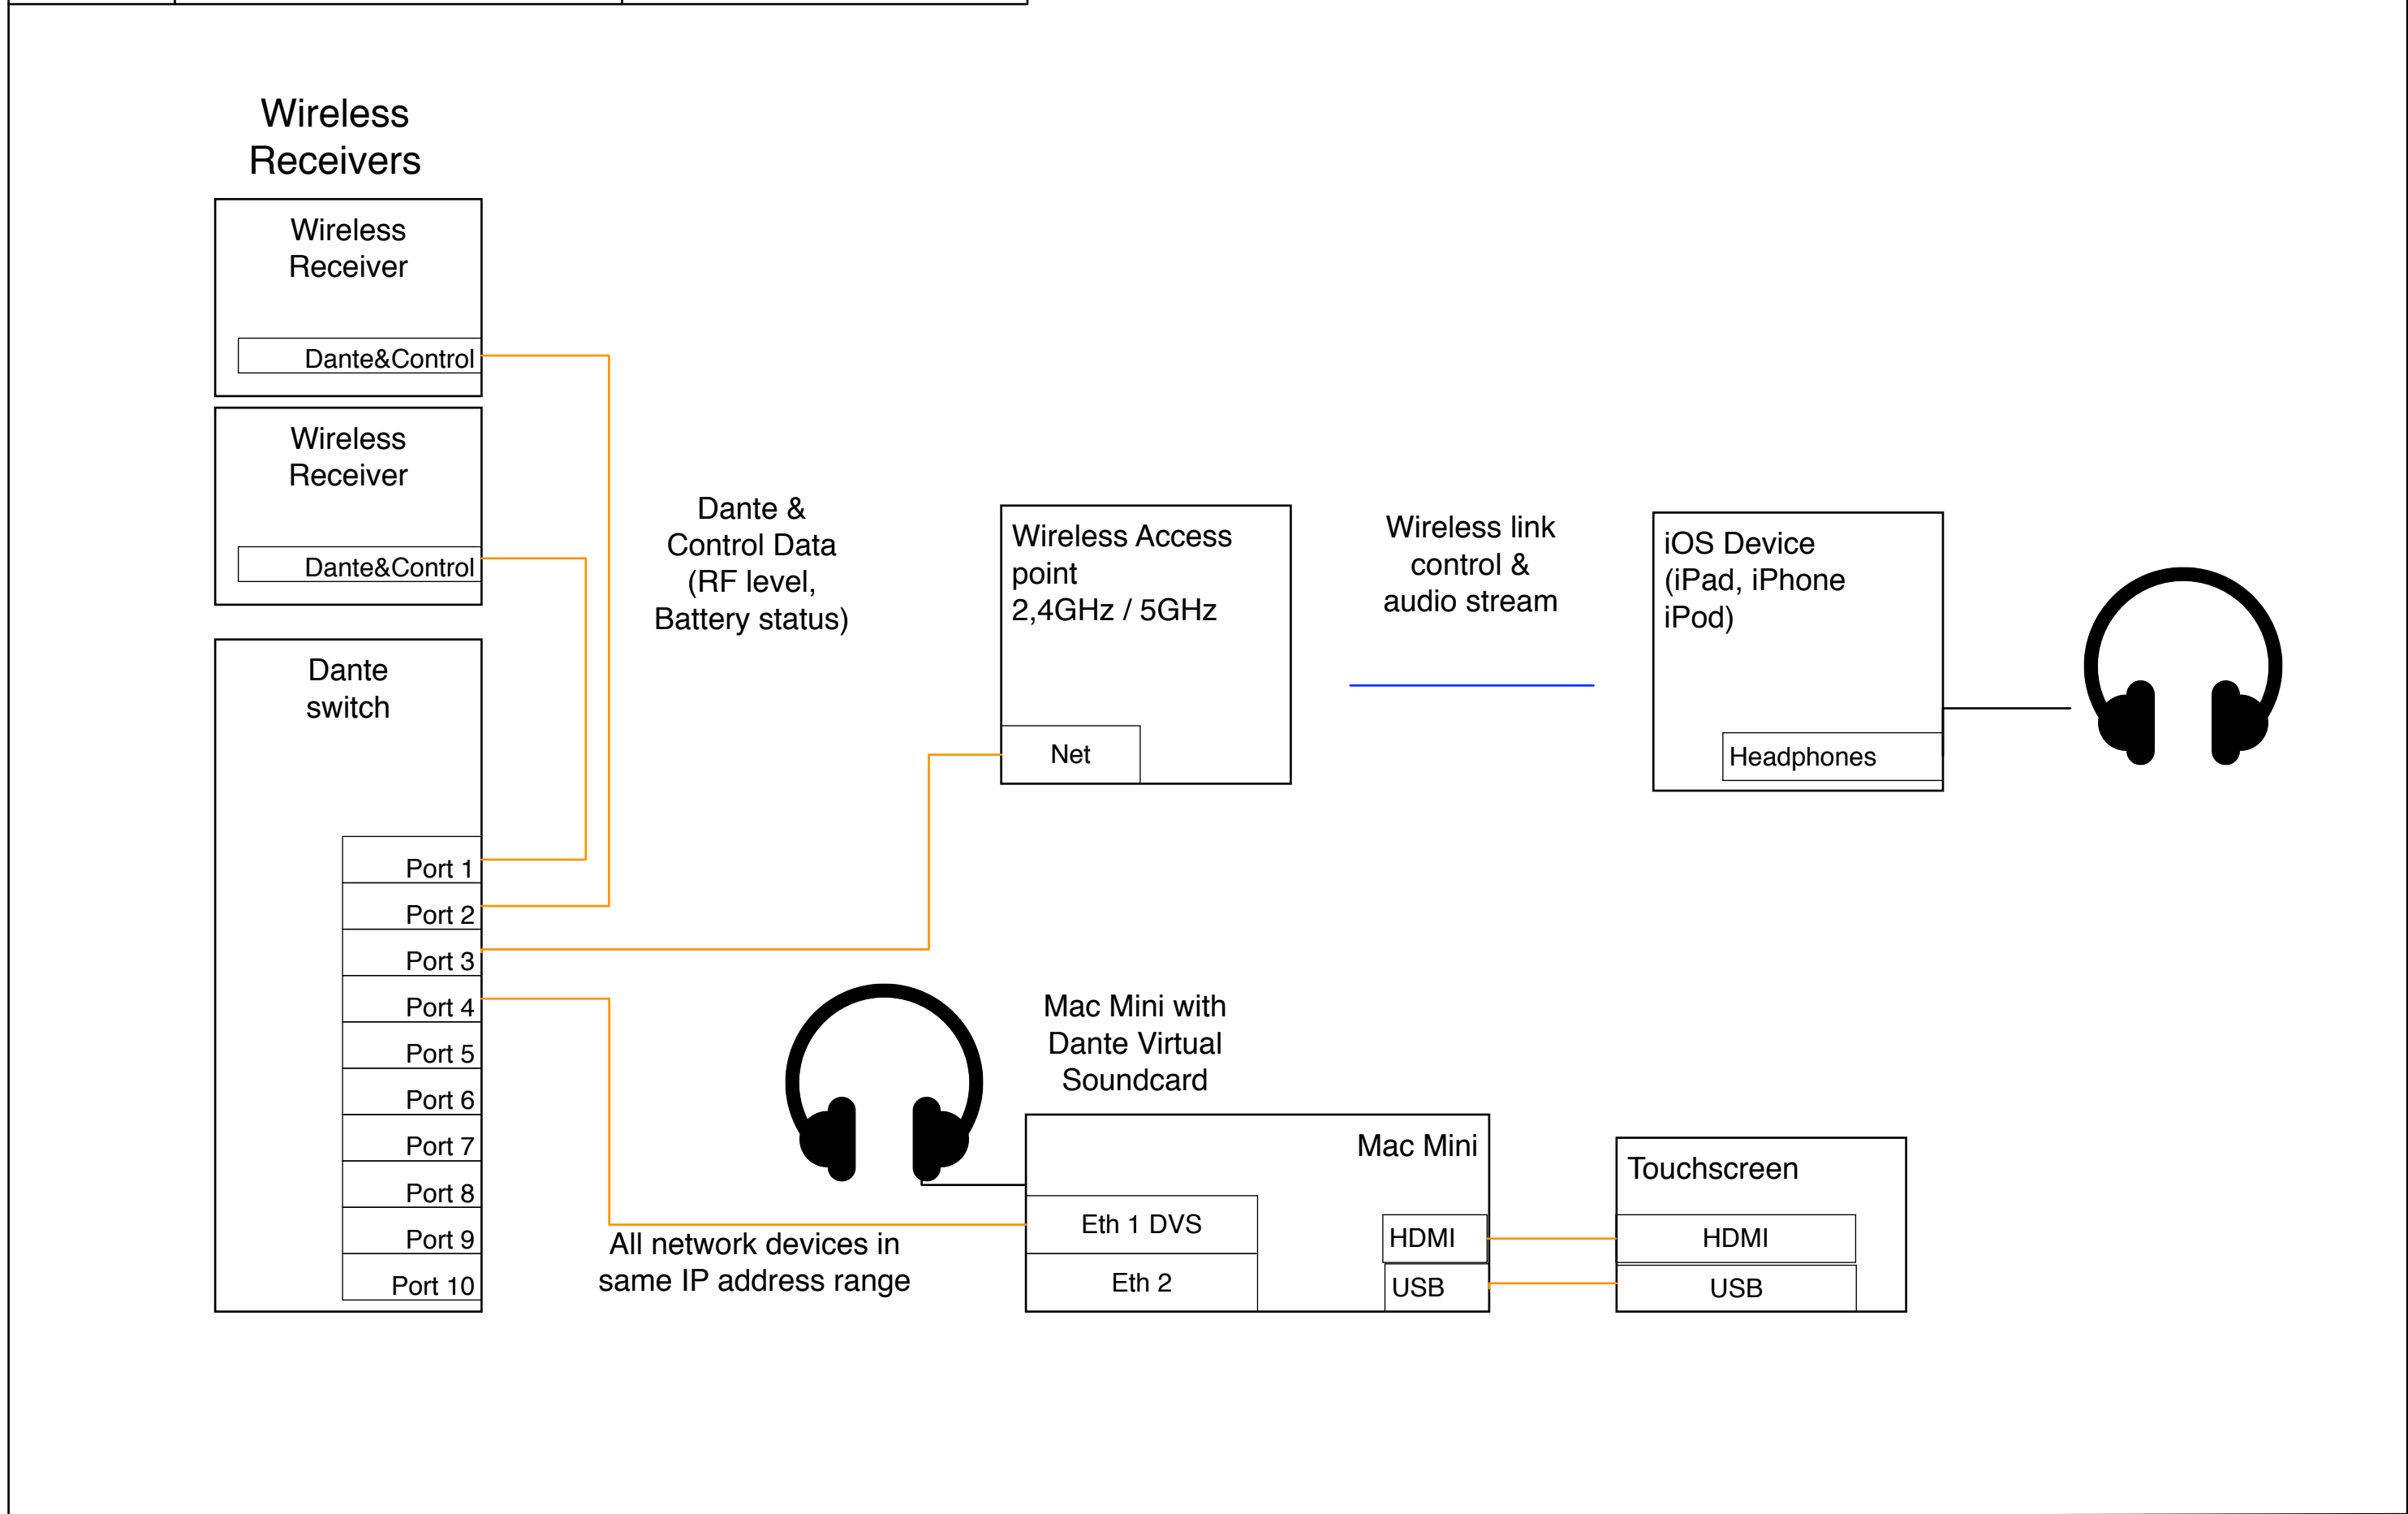 Wireless
Receivers
Wireless
Receiver
Dante&Control
Wireless
Receiver
Dante&Control
Dante
switch
Port 1
Port 2
Port 3
Port 4
Port 5
Port 6
Port 7
Port 8
Port 9
Port 10
Dante &
Control Data
(RF level,
Battery status)
Wireless Access
point
2,4GHz / 5GHz
Net
Wireless link
control &
audio stream
iOS Device
(iPad, iPhone
iPod)
Headphones
Mac Mini with
Dante Virtual
Soundcard
Mac Mini
Eth 1 DVS
Eth 2
HDMI
USB
Touchscreen
HDMI
USB
All network devices in
same IP address range